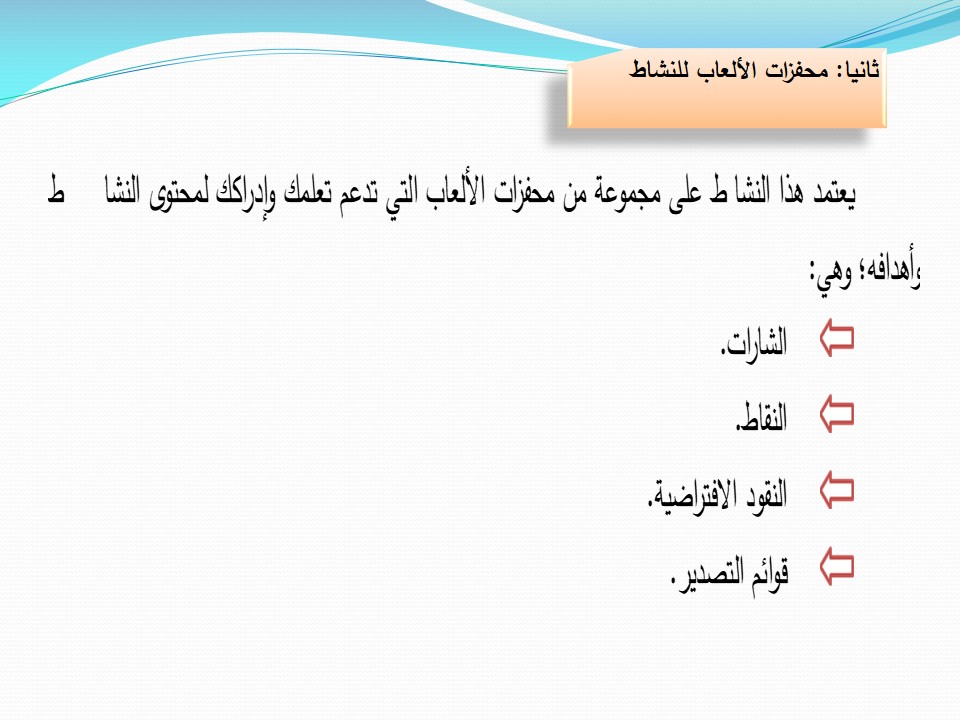 ثانيا: محفزات الألعاب للنشاط
يعتمد هذا النشا ط على مجموعة من محفزات الألعاب التي تدعم تعلمك وإدراكك لمحتوى النشا ط
وأهدافه؛ وهي:
الشارات.
النقاط.
النقود الافتراضية.
قوائم التصدير.